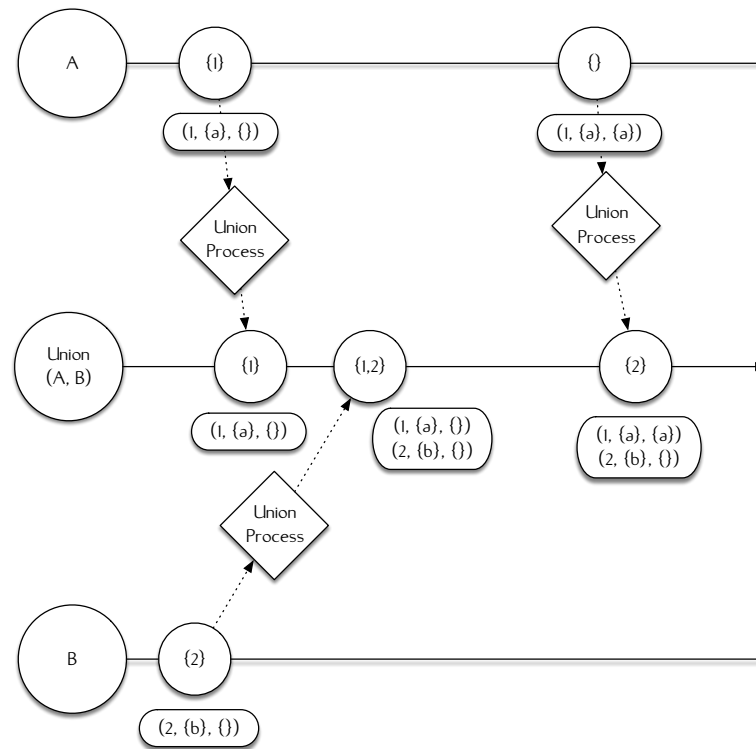 A
{1}
{}
(1, {a}, {})
(1, {a}, {a})
Union
Process
Union
Process
Union
(A, B)
{1}
{1,2}
{2}
(1, {a}, {})
(1, {a}, {})
(2, {b}, {})
(1, {a}, {a})
(2, {b}, {})
Union
Process
B
{2}
(2, {b}, {})